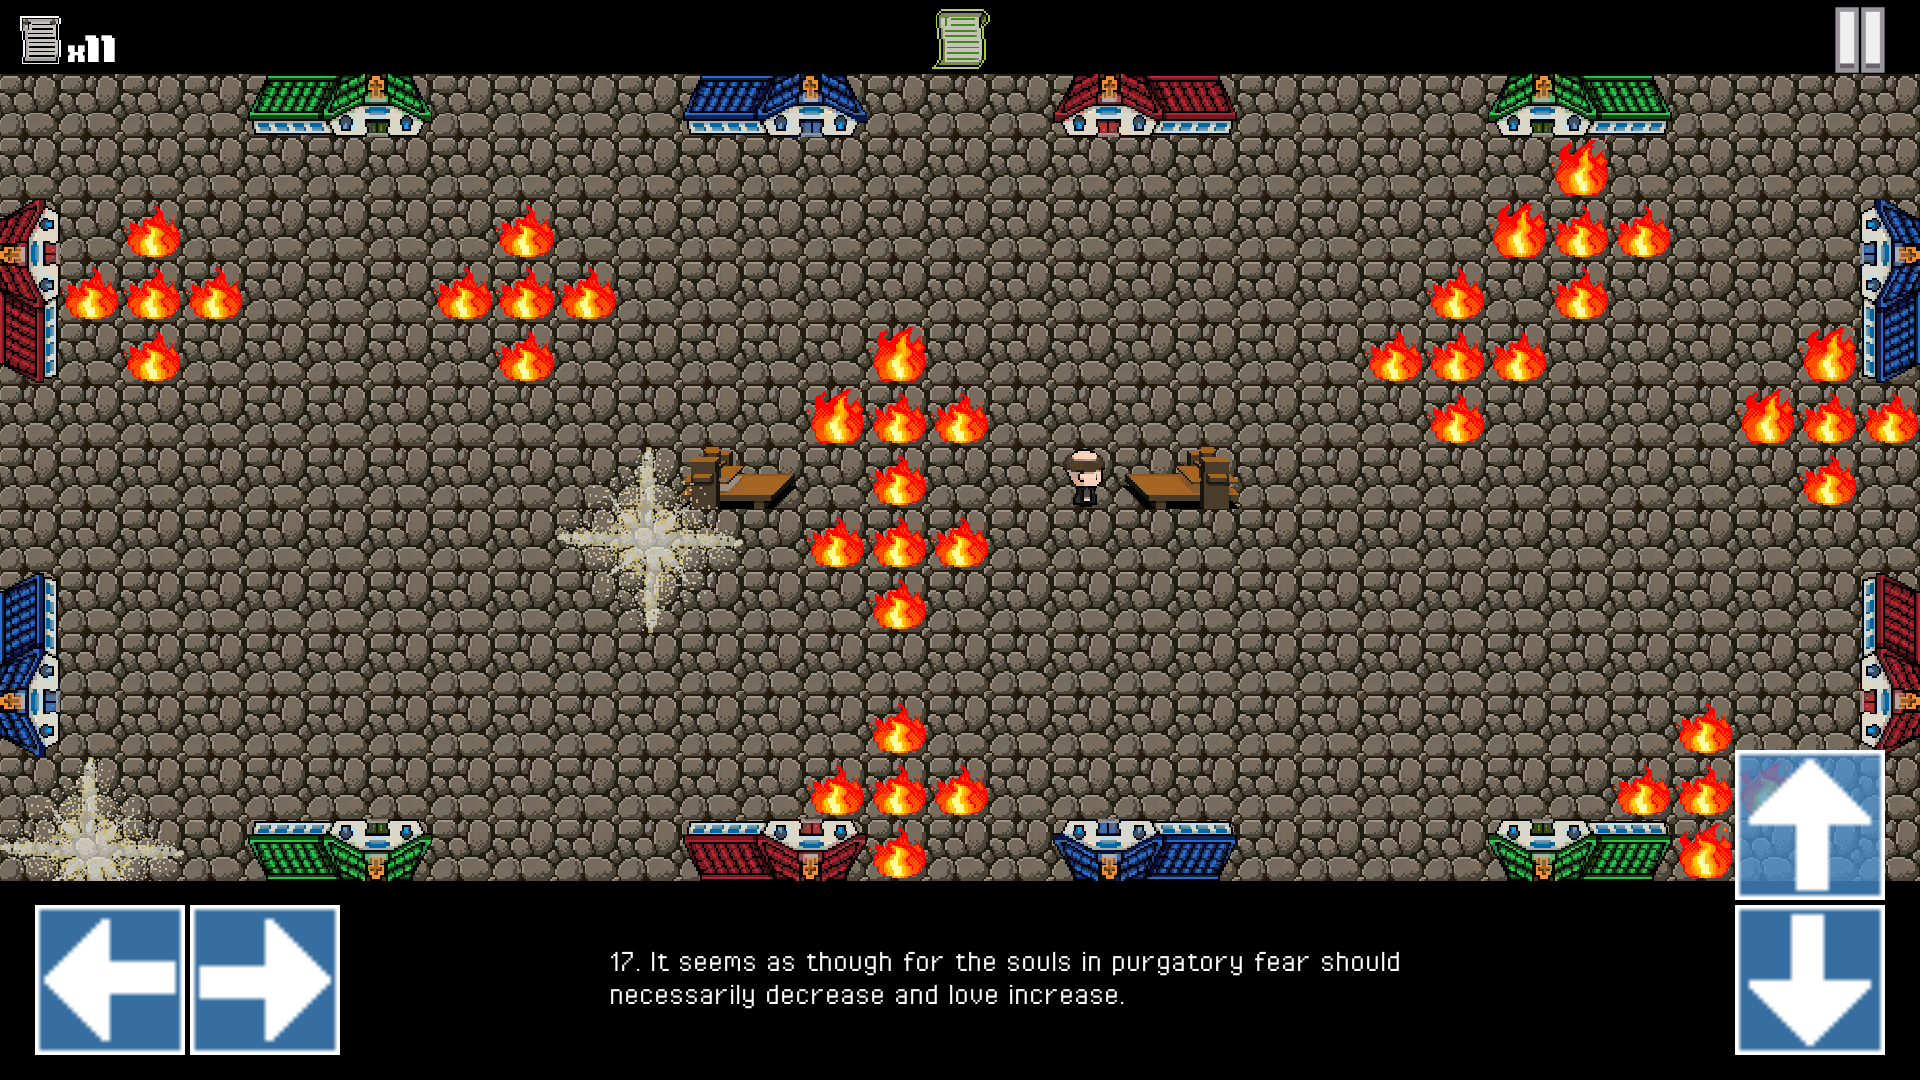 x11
17. It seems as though for the souls in purgatory fear should
necessarily decrease and love increase.